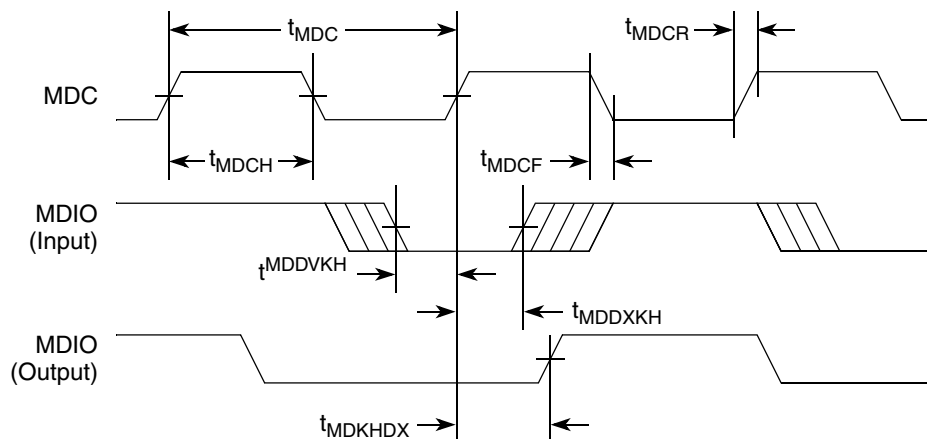 tMDC
tMDCR
MDC
tMDCH
tMDCF
MDIO
(Input)
tMDDVKH
tMDDXKH
MDIO
(Output)
tMDKHDX